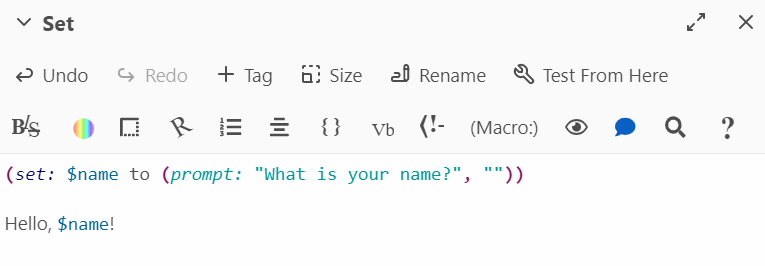 Set
Undo Redo + Tag Size Rename Test From Here
B/S R { } Vb (!- (Macro:) ?
(set: $name to (prompt: "What is your name?", ""))
Hello, $name!